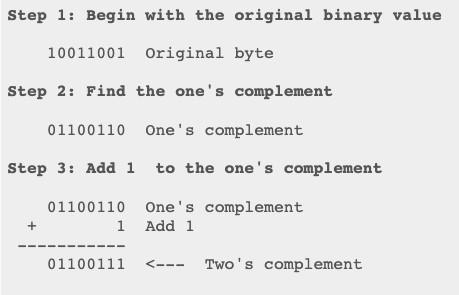 Step 1: Begin with the original binary value
10011001  Original byte
Step 2: Find the one's complement
01100110  One's complement
Step 3: Add 1  to the one's complement
01100110  One's complement
+        1  Add 1
-----------
01100111  <---  Two's complement